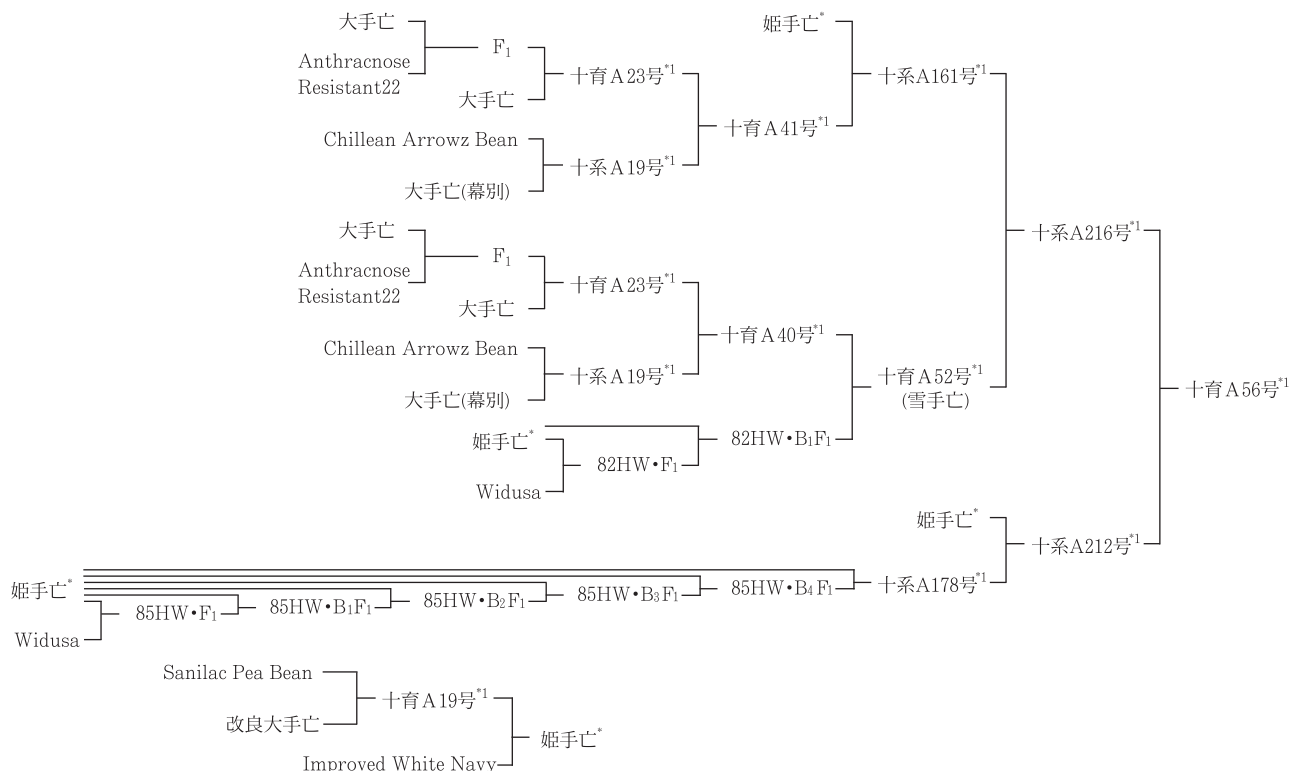 大手亡
姫手亡*
F₁
Anthracnose
Resistant22
十育A23号*1
十系A161号*1
大手亡
十育A41号*1
Chillean Arrowz Bean
十系A19号*1
大手亡(幕別)
大手亡
十系A216号*1
F₁
Anthracnose
Resistant22
十育A23号*1
大手亡
十育A40号*1
Chillean Arrowz Bean
十系A19号*1
十育A52号*1
(雪手亡)
十育A56号*1
大手亡(幕別)
姫手亡*
82HW•B₁F₁
82HW•F₁
Widusa
姫手亡*
十系A212号*1
姫手亡*
85HW•F₁
85HW•B₁F₁
85HW•B₂F₁
85HW•B₃F₁
85HW•B₄F₁
十系A178号*1
Widusa
Sanilac Pea Bean
十育A19号*1
改良大手亡
姫手亡*
Improved White Navy